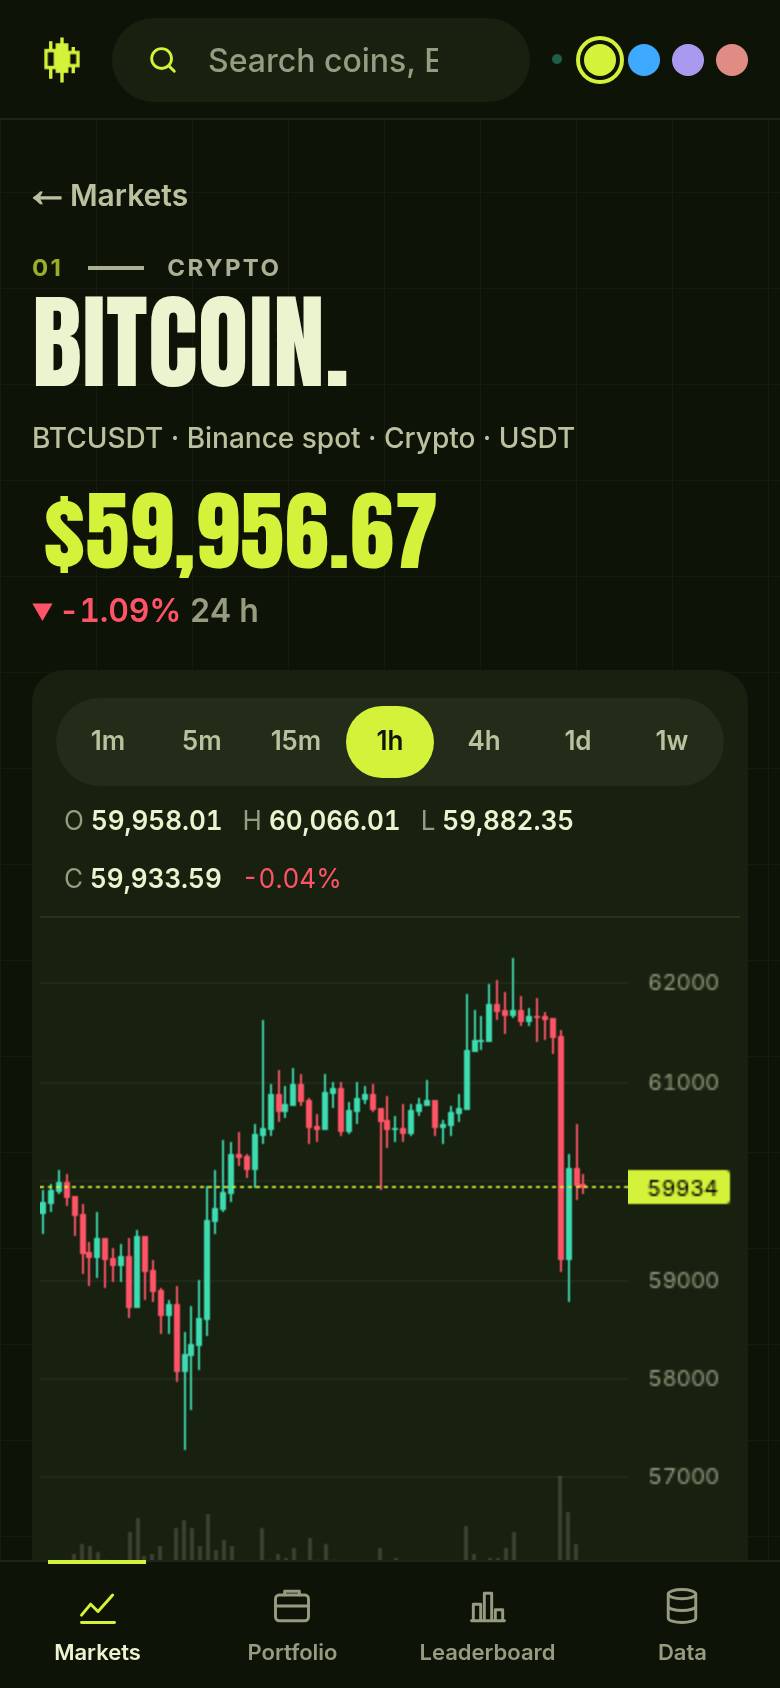 Search coins, E
← Markets
01 — CRYPTO
BITCOIN.
BTCUSDT · Binance spot · Crypto · USDT
$59,956.67
▼ -1.09% 24 h
1m 5m 15m 1h 4h 1d 1w
O 59,958.01 H 60,066.01 L 59,882.35
C 59,933.59 -0.04%
62000
61000
59934
59000
58000
57000
Markets Portfolio Leaderboard Data